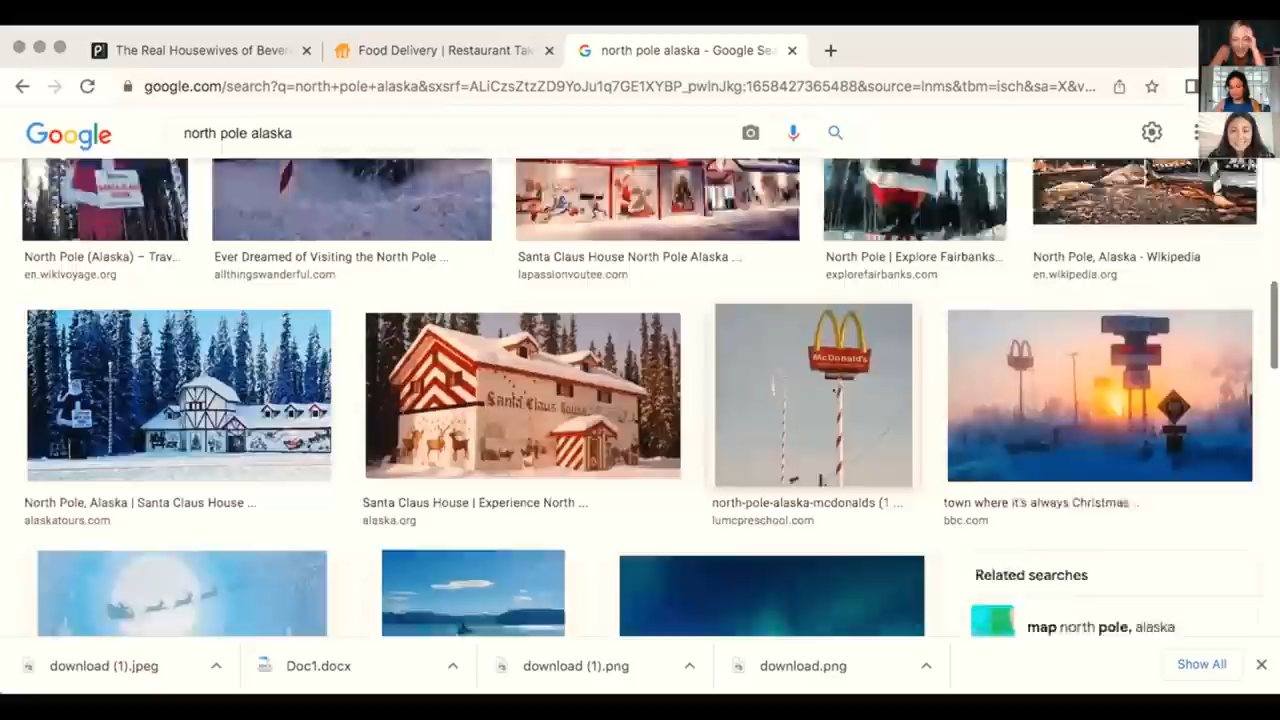 The Real Housewives of Bever
Food Delivery | Restaurant Tak
north pole alaska - Google Sea
google.com/search?q=north+pole+alaska&sxsrf=ALiCzsZtzZD9YoJu1q7GE1XYBP_pwlnJkg:1658427365488&source=lnms&tbm=isch&sa=X&v...
Google
north pole alaska
North Pole (Alaska) – Trav...
en.wikivoyage.org
Ever Dreamed of Visiting the North Pole ...
allthingswanderful.com
Santa Claus House North Pole Alaska ...
lapassionvoutee.com
North Pole | Explore Fairbanks...
explorefairbanks.com
North Pole, Alaska - Wikipedia
en.wikipedia.org
Santa Claus House
McDonald's
North Pole, Alaska | Santa Claus House ...
alaskatours.com
Santa Claus House | Experience North ...
alaska.org
north-pole-alaska-mcdonalds (1 ...
lumcpreschool.com
town where it's always Christmas...
bbc.com
Related searches
map north pole, alaska
download (1).jpeg
Doc1.docx
download (1).png
download.png
Show All